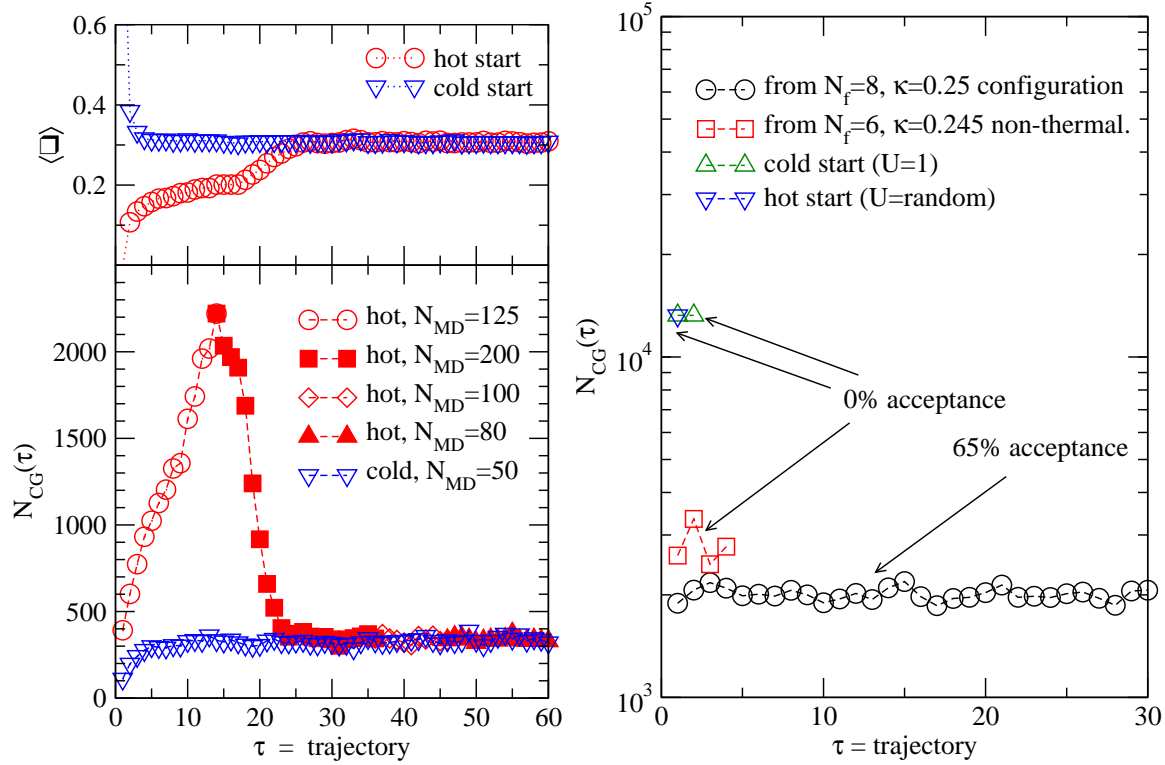 0.6
0.4
0.2
⟨❑⟩
hot start
cold start
2000
1500
1000
500
0
N_CG(τ)
hot, N_MD=125
hot, N_MD=200
hot, N_MD=100
hot, N_MD=80
cold, N_MD=50
0 10 20 30 40 50 60
τ = trajectory
10^5
10^4
10^3
N_CG(τ)
from N_f=8, κ=0.25 configuration
from N_f=6, κ=0.245 non-thermal.
cold start (U=1)
hot start (U=random)
0% acceptance
65% acceptance
0 10 20 30
τ = trajectory